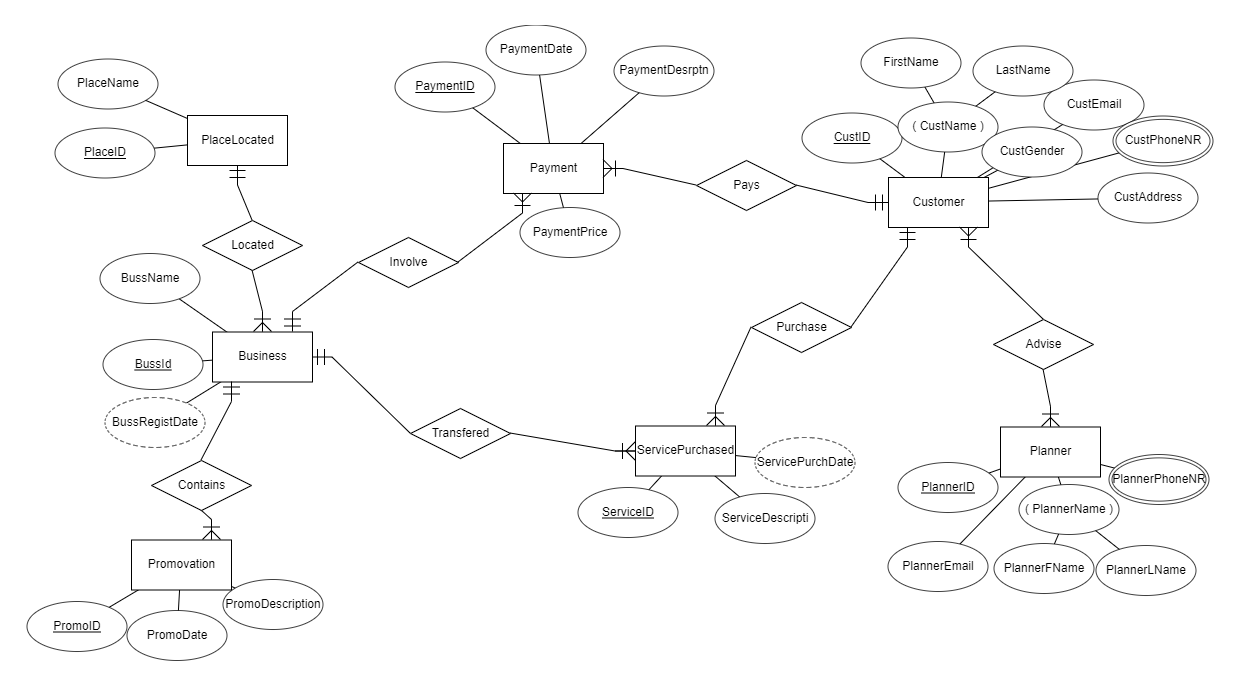 PaymentDate
FirstName
LastName
PaymentDesrptn
PlaceName
PaymentID
CustEmail
( CustName )
CustID
PlaceLocated
CustPhoneNR
PlaceID
CustGender
Payment
Pays
CustAddress
Customer
PaymentPrice
Located
Involve
BussName
Purchase
Advise
Business
BussId
BussRegistDate
Transfered
ServicePurchased
Planner
ServicePurchDate
PlannerPhoneNR
Contains
PlannerID
( PlannerName )
ServiceID
ServiceDescripti
Promovation
PlannerEmail
PlannerFName
PlannerLName
PromoDescription
PromoID
PromoDate